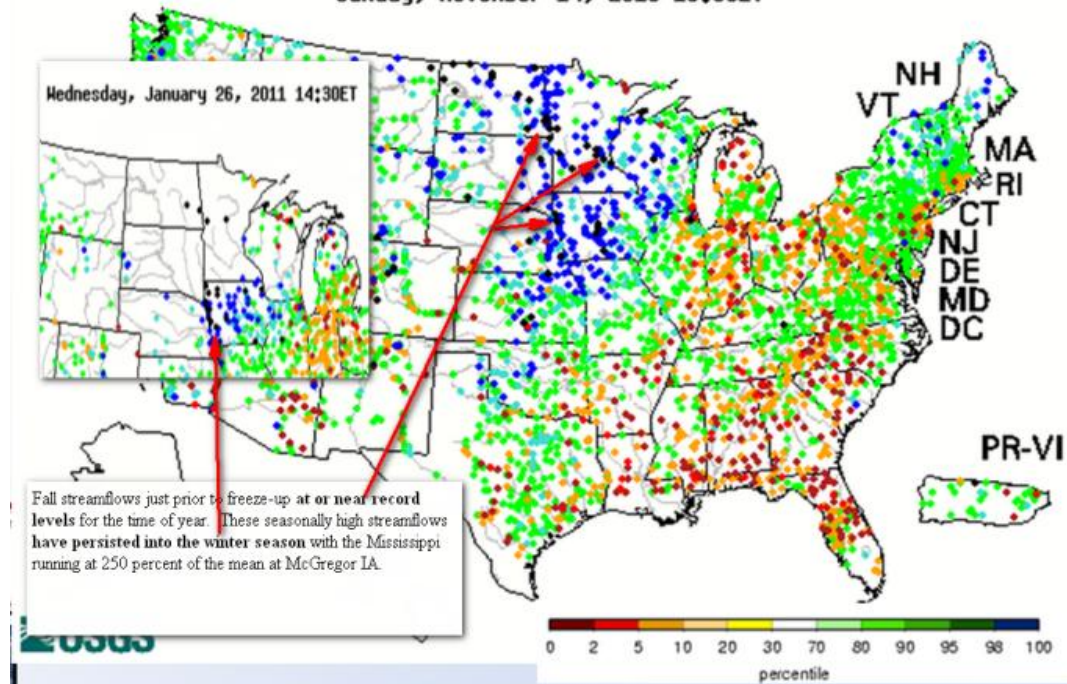 Wednesday, January 26, 2011 14:30ET
NH
VT
MA
RI
CT
NJ
DE
MD
DC
PR-VI
Fall streamflows just prior to freeze-up at or near record
levels for the time of year. These seasonally high streamflows
have persisted into the winter season with the Mississippi
running at 250 percent of the mean at McGregor IA.
USGS
0 2 5 10 20 30 70 80 90 95 98 100
percentile